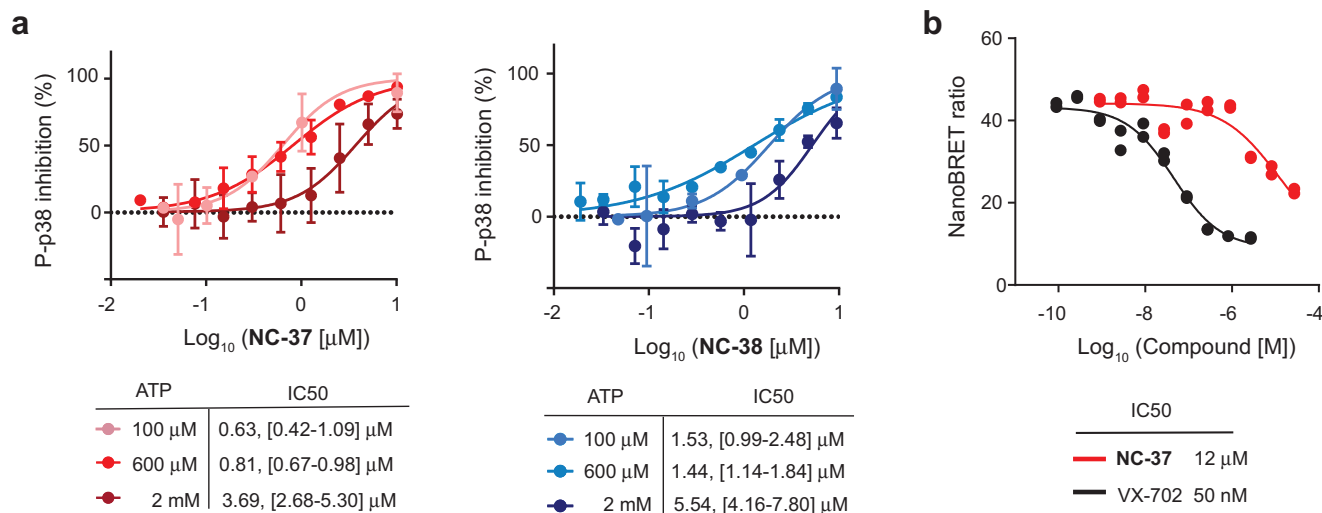 a
P-p38 inhibition (%)
100
50
0
-2 -1 0 1
Log10 (NC-37 [µM])
ATP IC50
100 µM 0.63, [0.42-1.09] µM
600 µM 0.81, [0.67-0.98] µM
2 mM 3.69, [2.68-5.30] µM
P-p38 inhibition (%)
100
50
0
-2 -1 0 1
Log10 (NC-38 [µM])
ATP IC50
100 µM 1.53, [0.99-2.48] µM
600 µM 1.44, [1.14-1.84] µM
2 mM 5.54, [4.16-7.80] µM
b
NanoBRET ratio
60
40
20
0
-10 -8 -6 -4
Log10 (Compound [M])
IC50
NC-37 12 µM
VX-702 50 nM